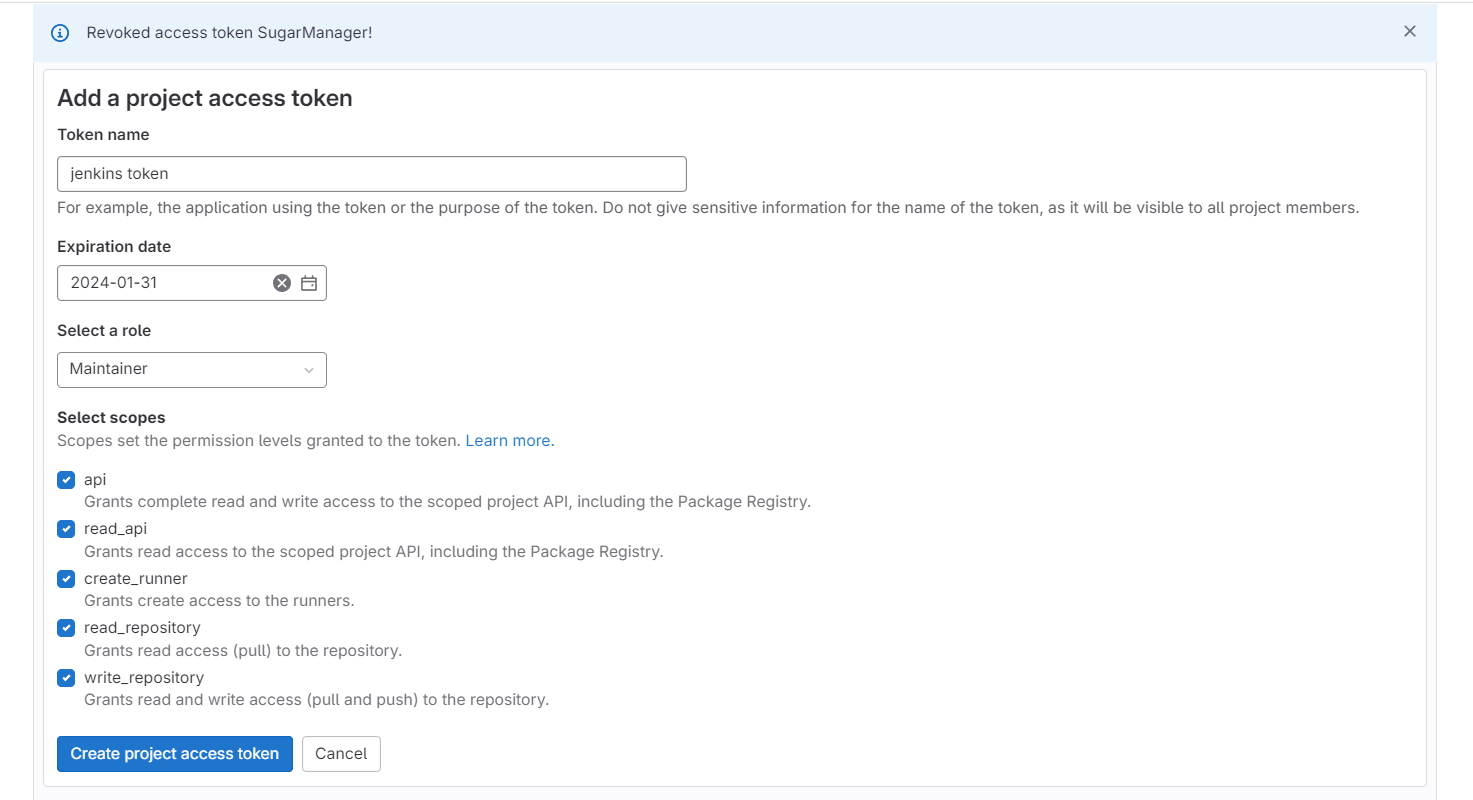 Revoked access token SugarManager!
Add a project access token
Token name
jenkins token
For example, the application using the token or the purpose of the token. Do not give sensitive information for the name of the token, as it will be visible to all project members.
Expiration date
2024-01-31
Select a role
Maintainer
Select scopes
Scopes set the permission levels granted to the token. Learn more.
api
Grants complete read and write access to the scoped project API, including the Package Registry.
read_api
Grants read access to the scoped project API, including the Package Registry.
create_runner
Grants create access to the runners.
read_repository
Grants read access (pull) to the repository.
write_repository
Grants read and write access (pull and push) to the repository.
Create project access token
Cancel